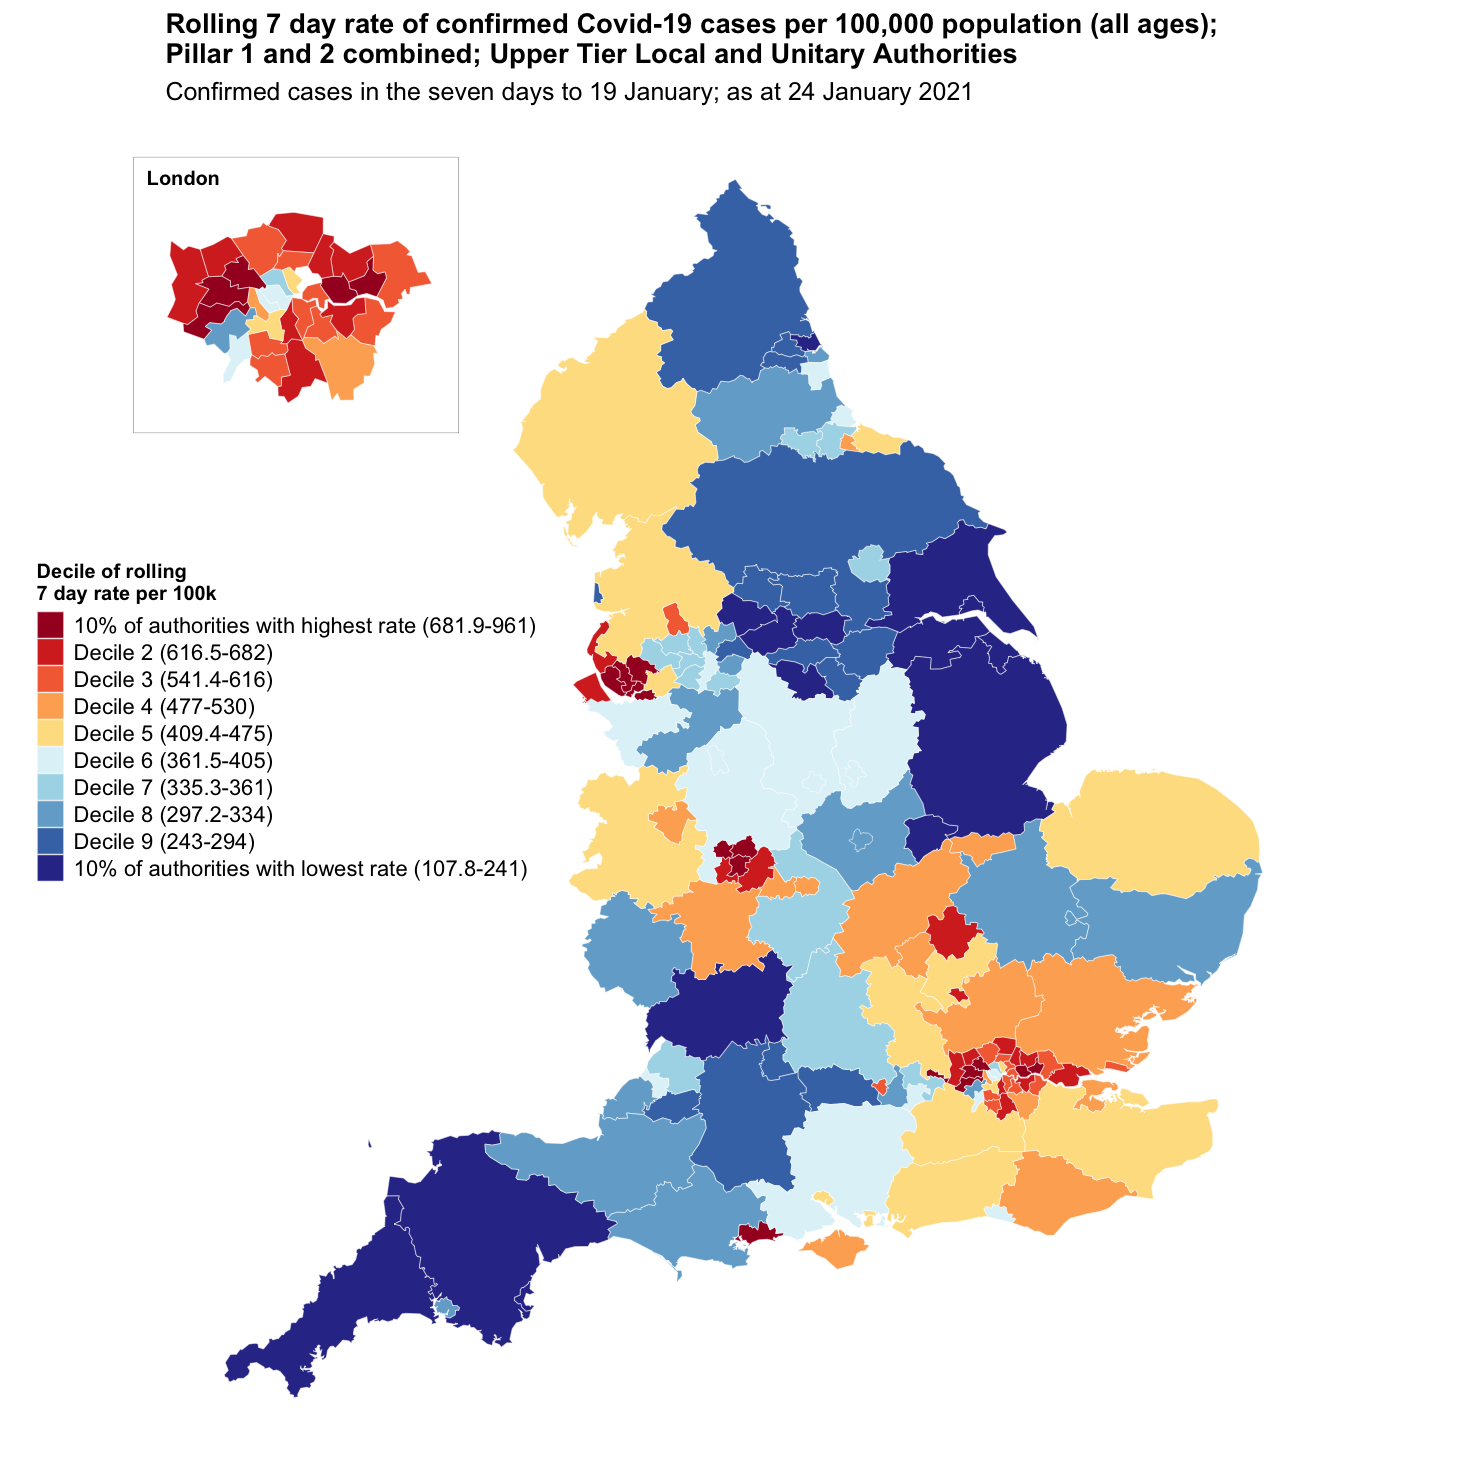 Rolling 7 day rate of confirmed Covid-19 cases per 100,000 population (all ages);
Pillar 1 and 2 combined; Upper Tier Local and Unitary Authorities
Confirmed cases in the seven days to 19 January; as at 24 January 2021
London
Decile of rolling
7 day rate per 100k
10% of authorities with highest rate (681.9-961)
Decile 2 (616.5-682)
Decile 3 (541.4-616)
Decile 4 (477-530)
Decile 5 (409.4-475)
Decile 6 (361.5-405)
Decile 7 (335.3-361)
Decile 8 (297.2-334)
Decile 9 (243-294)
10% of authorities with lowest rate (107.8-241)